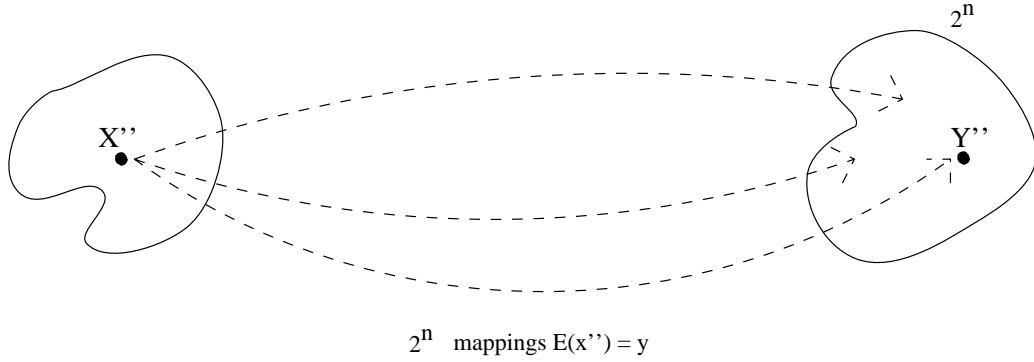 2^n
X’’
Y’’
2^n mappings E(x’’) = y